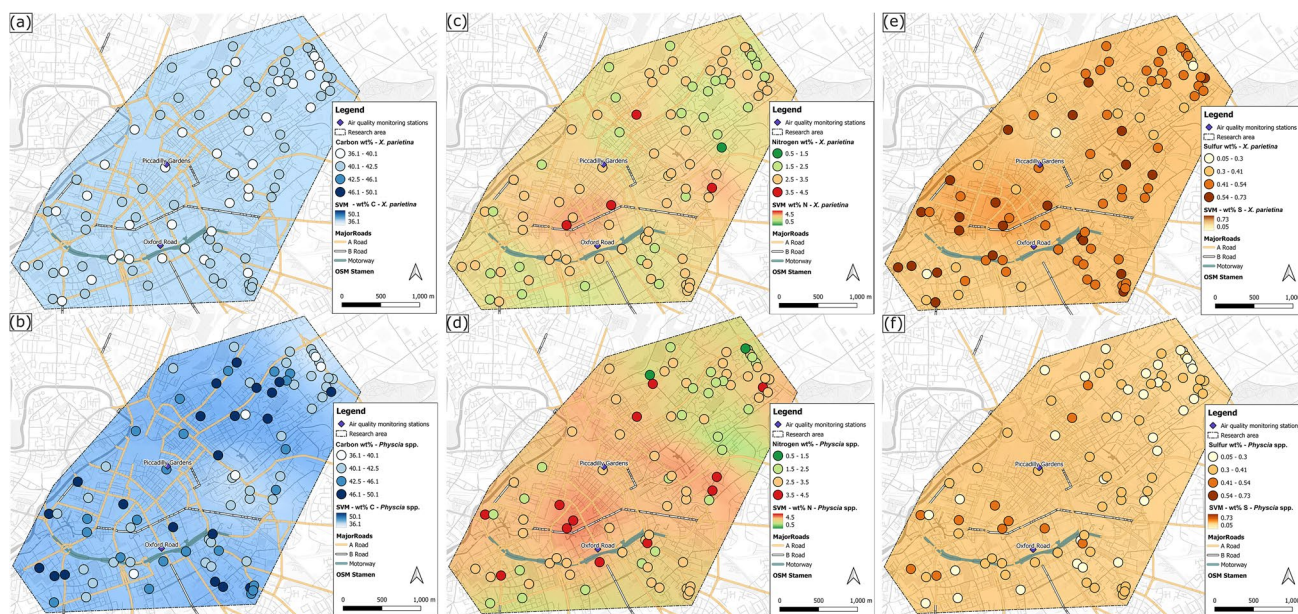 (a)
Piccadilly Gardens
Oxford Road
Legend
Air quality monitoring stations
Research area
Carbon wt% - X. parietina
36.1 - 40.1
40.1 - 42.5
42.5 - 46.1
46.1 - 50.1
SVM - wt% C - X. parietina
50.1
36.1
MajorRoads
A Road
B Road
Motorway
OSM Stamen
0 500 1,000 m
(c)
Piccadilly Gardens
Oxford Road
Legend
Air quality monitoring stations
Research area
Nitrogen wt% - X. parietina
0.5 - 1.5
1.5 - 2.5
2.5 - 3.5
3.5 - 4.5
SVM - wt% N - X. parietina
4.5
0.5
MajorRoads
A Road
B Road
Motorway
OSM Stamen
0 500 1,000 m
(e)
Piccadilly Gardens
Oxford Road
Legend
Air quality monitoring stations
Research area
Sulfur wt% - X. parietina
0.05 - 0.3
0.3 - 0.41
0.41 - 0.54
0.54 - 0.73
SVM - wt% S - X. parietina
0.73
0.05
MajorRoads
A Road
B Road
Motorway
OSM Stamen
0 500 1,000 m
(b)
Piccadilly Gardens
Oxford Road
Legend
Air quality monitoring stations
Research area
Carbon wt% - Physcia spp.
36.1 - 40.1
40.1 - 42.5
42.5 - 46.1
46.1 - 50.1
SVM - wt% C - Physcia spp.
50.1
36.1
MajorRoads
A Road
B Road
Motorway
OSM Stamen
0 500 1,000 m
(d)
Piccadilly Gardens
Oxford Road
Legend
Air quality monitoring stations
Research area
Nitrogen wt% - Physcia spp.
0.5 - 1.5
1.5 - 2.5
2.5 - 3.5
3.5 - 4.5
SVM - wt% N - Physcia spp.
4.5
0.5
MajorRoads
A Road
B Road
Motorway
OSM Stamen
0 500 1,000 m
(f)
Piccadilly Gardens
Oxford Road
Legend
Air quality monitoring stations
Research area
Sulfur wt% - Physcia spp.
0.05 - 0.3
0.3 - 0.41
0.41 - 0.54
0.54 - 0.73
SVM - wt% S - Physcia spp.
0.73
0.05
MajorRoads
A Road
B Road
Motorway
OSM Stamen
0 500 1,000 m